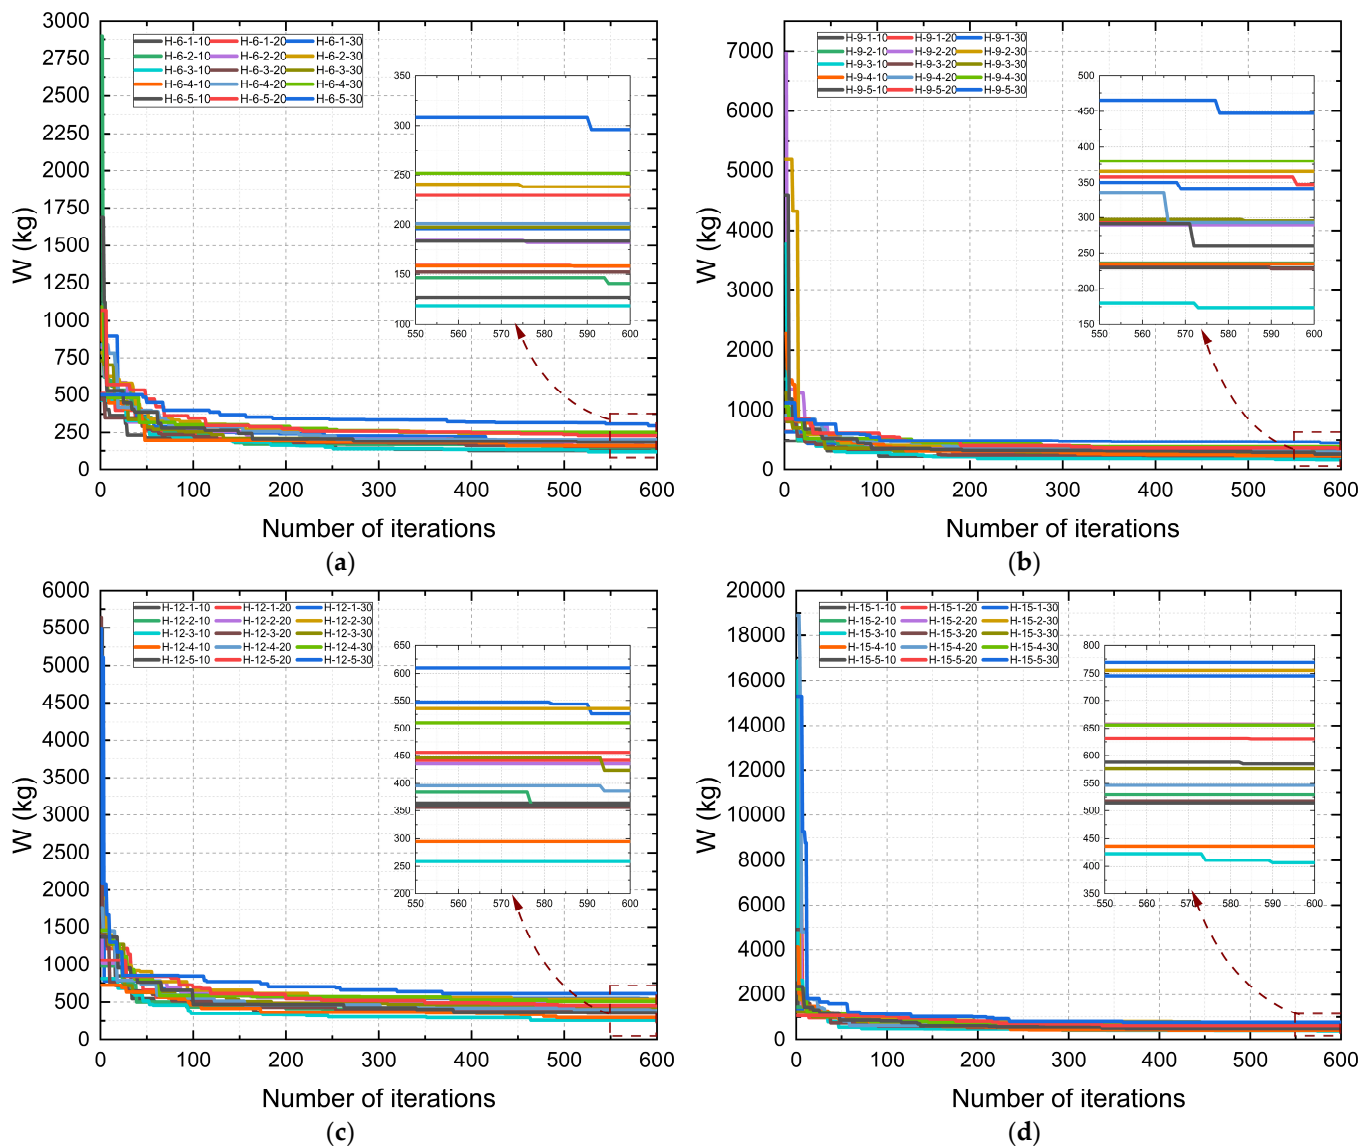 3000
2750
2500
2250
2000
1750
1500
1250
1000
750
500
250
0
W (kg)
H-6-1-10 H-6-1-20 H-6-1-30
H-6-2-10 H-6-2-20 H-6-2-30
H-6-3-10 H-6-3-20 H-6-3-30
H-6-4-10 H-6-4-20 H-6-4-30
H-6-5-10 H-6-5-20 H-6-5-30
350
300
250
200
150
100
550 560 570 580 590 600
0 100 200 300 400 500 600
Number of iterations
(a)
7000
6000
5000
4000
3000
2000
1000
0
W (kg)
H-9-1-10 H-9-1-20 H-9-1-30
H-9-2-10 H-9-2-20 H-9-2-30
H-9-3-10 H-9-3-20 H-9-3-30
H-9-4-10 H-9-4-20 H-9-4-30
H-9-5-10 H-9-5-20 H-9-5-30
500
450
400
350
300
250
200
150
550 560 570 580 590 600
0 100 200 300 400 500 600
Number of iterations
(b)
6000
5500
5000
4500
4000
3500
3000
2500
2000
1500
1000
500
0
W (kg)
H-12-1-10 H-12-1-20 H-12-1-30
H-12-2-10 H-12-2-20 H-12-2-30
H-12-3-10 H-12-3-20 H-12-3-30
H-12-4-10 H-12-4-20 H-12-4-30
H-12-5-10 H-12-5-20 H-12-5-30
650
600
550
500
450
400
350
300
250
200
550 560 570 580 590 600
0 100 200 300 400 500 600
Number of iterations
(c)
20000
18000
16000
14000
12000
10000
8000
6000
4000
2000
0
W (kg)
H-15-1-10 H-15-1-20 H-15-1-30
H-15-2-10 H-15-2-20 H-15-2-30
H-15-3-10 H-15-3-20 H-15-3-30
H-15-4-10 H-15-4-20 H-15-4-30
H-15-5-10 H-15-5-20 H-15-5-30
800
750
700
650
600
550
500
450
400
350
550 560 570 580 590 600
0 100 200 300 400 500 600
Number of iterations
(d)